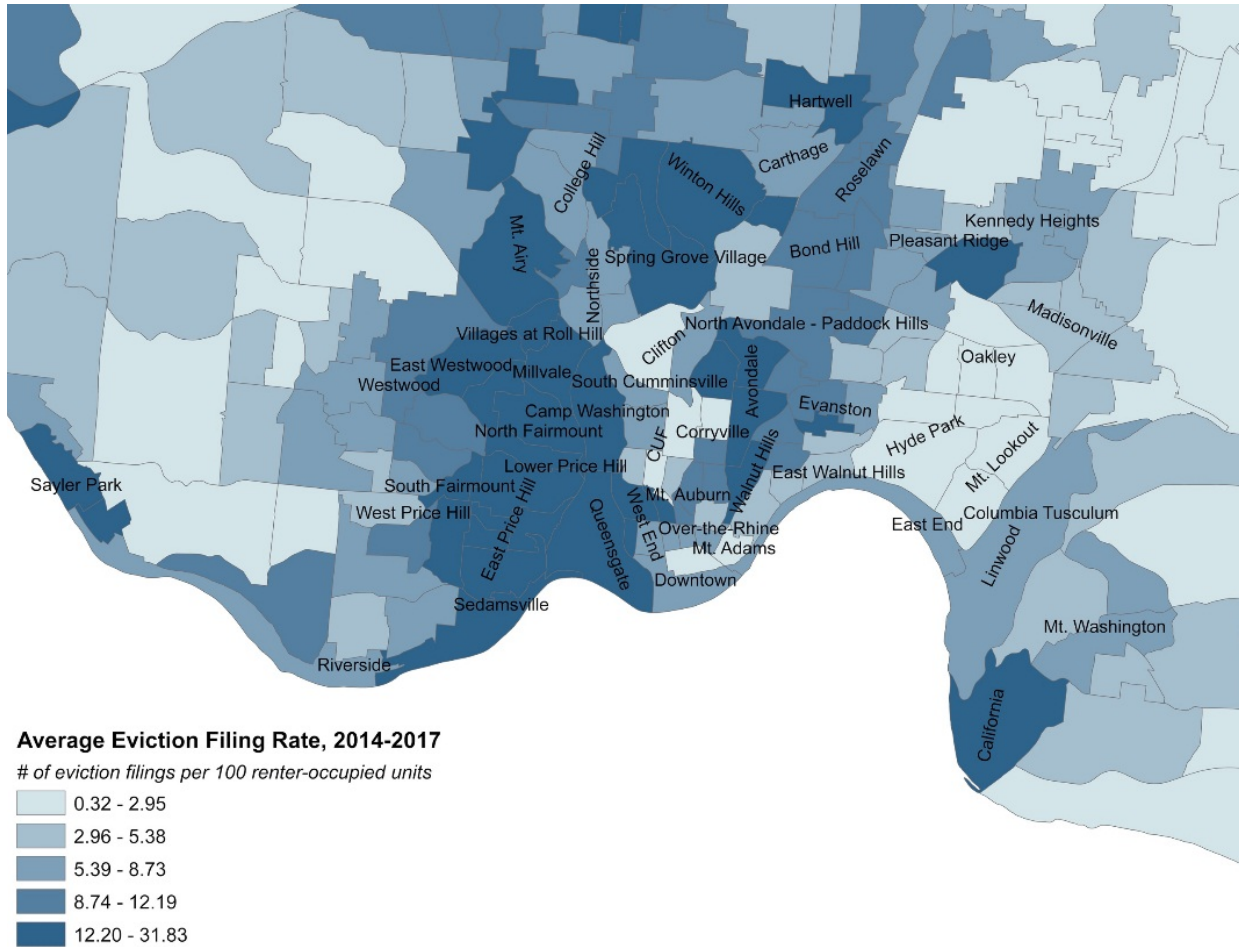 Hartwell
Carthage
Roselawn
College Hill
Winton Hills
Kennedy Heights
Mt. Airy
Bond Hill
Pleasant Ridge
Spring Grove Village
Northside
Madisonville
Villages at Roll Hill
North Avondale - Paddock Hills
Clifton
Oakley
East Westwood
Millvale
South Cumminsville
Westwood
Avondale
Camp Washington
Evanston
North Fairmount
CUF
Corryville
Hyde Park
Mt. Lookout
Lower Price Hill
East Walnut Hills
Walnut Hills
Sayler Park
South Fairmount
Mt. Auburn
West Price Hill
East Price Hill
Queensgate
West End
Over-the-Rhine
Mt. Adams
East End
Columbia Tusculum
Linwood
Downtown
Sedamsville
Mt. Washington
Riverside
California
Average Eviction Filing Rate, 2014-2017
# of eviction filings per 100 renter-occupied units
0.32 - 2.95
2.96 - 5.38
5.39 - 8.73
8.74 - 12.19
12.20 - 31.83